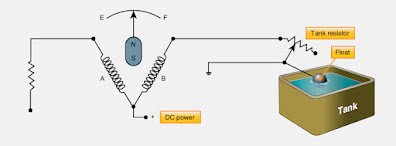 E F
Tank resistor
N
Float
S
A B
Tank
+ DC power